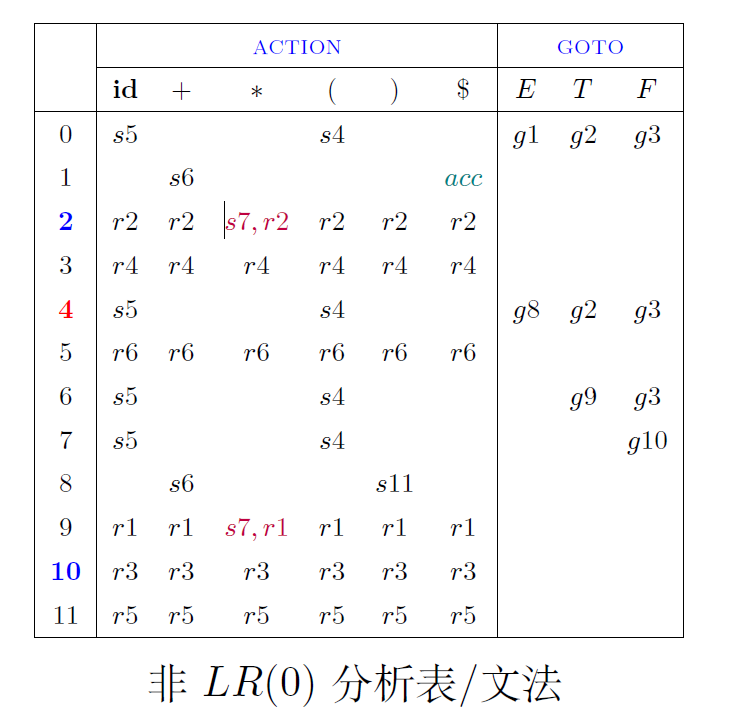 ACTION GOTO
id + * ( ) $ E T F
0 s5 s4 g1 g2 g3
1 s6 acc
2 r2 r2 s7, r2 r2 r2 r2
3 r4 r4 r4 r4 r4 r4
4 s5 s4 g8 g2 g3
5 r6 r6 r6 r6 r6 r6
6 s5 s4 g9 g3
7 s5 s4 g10
8 s6 s11
9 r1 r1 s7, r1 r1 r1 r1
10 r3 r3 r3 r3 r3 r3
11 r5 r5 r5 r5 r5 r5
非 LR(0) 分析表/文法